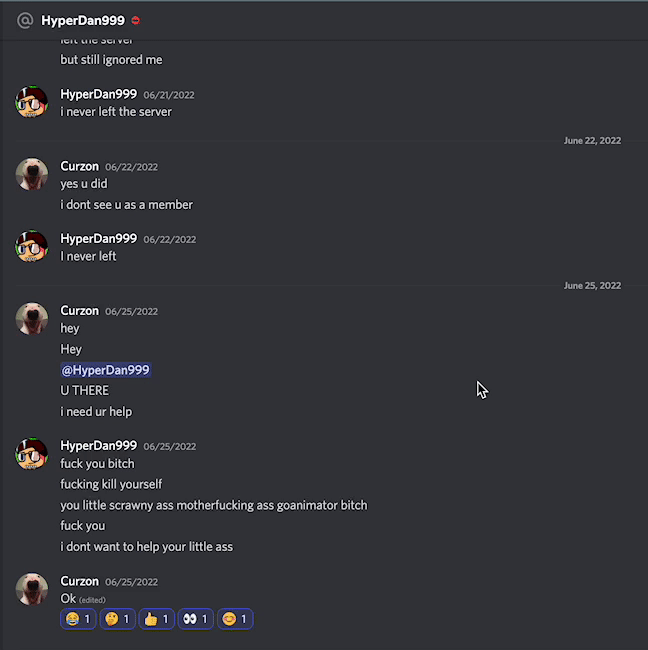 @ HyperDan999
left the server
but still ignored me
HyperDan999 06/21/2022
i never left the server
June 22, 2022
Curzon 06/22/2022
yes u did
i dont see u as a member
HyperDan999 06/22/2022
I never left
June 25, 2022
Curzon 06/25/2022
hey
Hey
@HyperDan999
U THERE
i need ur help
HyperDan999 06/25/2022
fuck you bitch
fucking kill yourself
you little scrawny ass motherfucking ass goanimator bitch
fuck you
i dont want to help your little ass
Curzon 06/25/2022
Ok (edited)
😂 1 🤔 1 👍 1 👀 1 😊 1